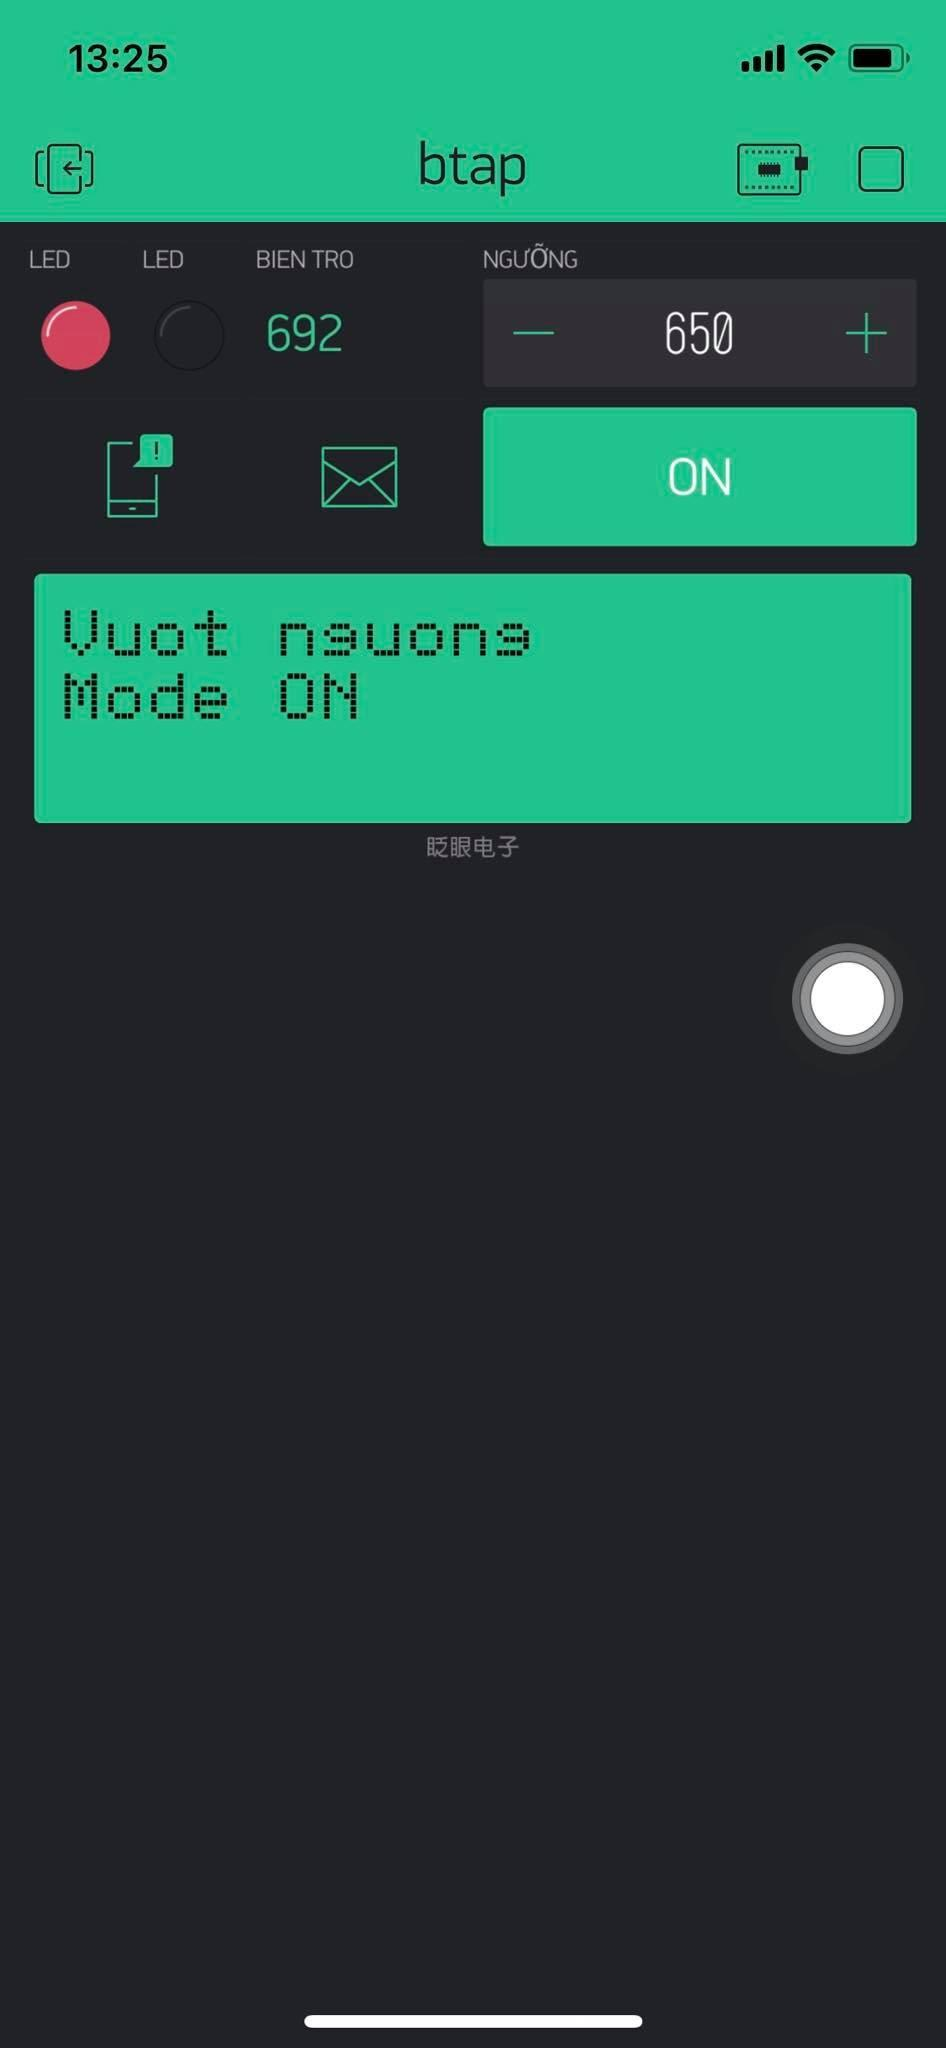 13:25
btap
LED LED BIEN TRO NGƯỠNG
692 650
ON
Vuot nguong
Mode ON
眨眼电子